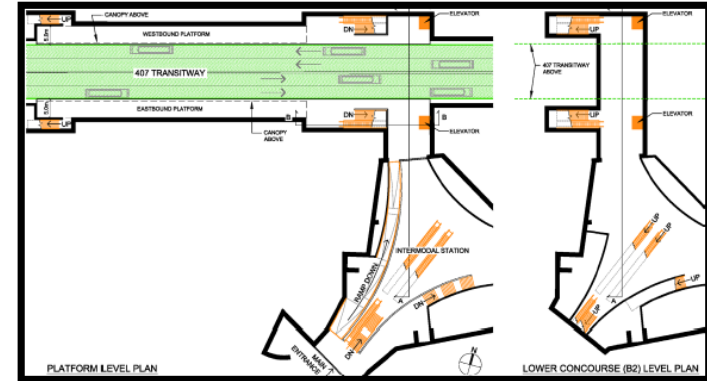 UP
CANOPY ABOVE
DN
ELEVATOR
WESTBOUND PLATFORM
5.0m
407 TRANSITWAY
EASTBOUND PLATFORM
5.0m
UP
CANOPY
ABOVE
B
DN
B
ELEVATOR
INTERMODAL STATION
RAMP DOWN
A
DN
DN
MAIN
ENTRANCE
N
PLATFORM LEVEL PLAN
UP
ELEVATOR
407 TRANSITWAY
ABOVE
UP
ELEVATOR
UP
UP
UP
A
UP
LOWER CONCOURSE (B2) LEVEL PLAN